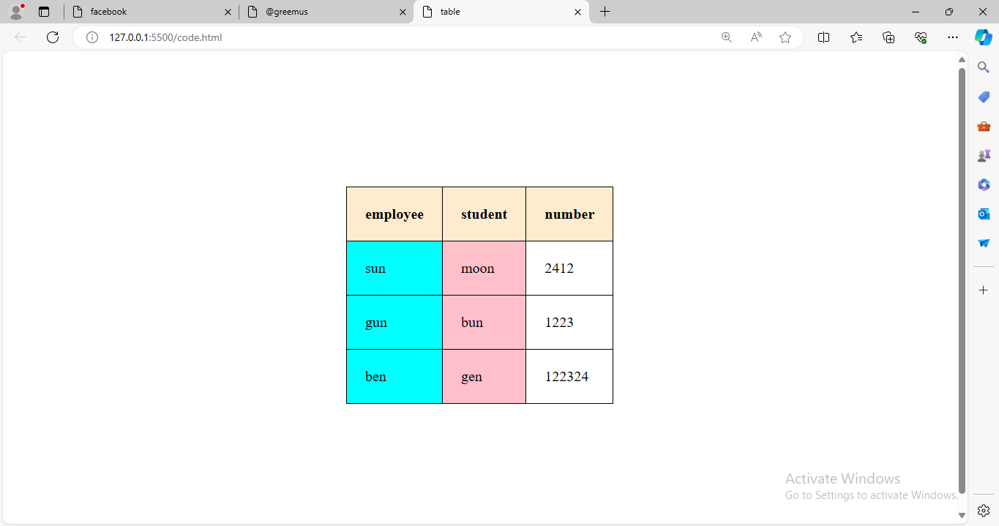 facebook
@greemus
table
127.0.0.1:5500/code.html
employee student number
sun moon 2412
gun bun 1223
ben gen 122324
Activate Windows
Go to Settings to activate Windows.